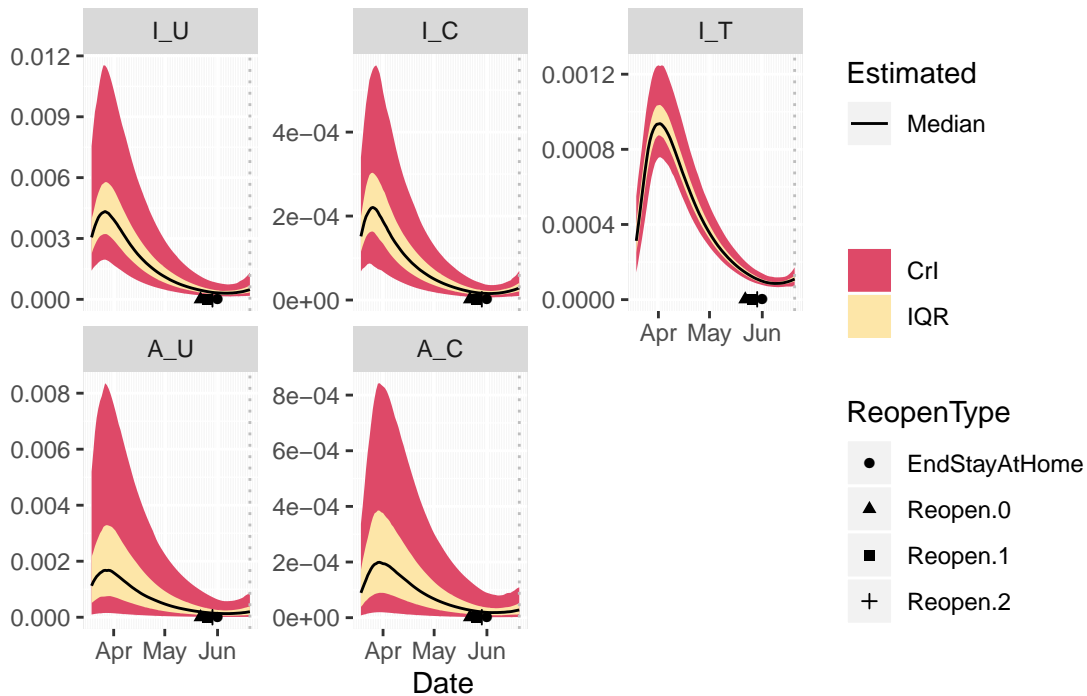 I_U
I_C
I_T
0.012
0.009
0.006
0.003
0.000
4e−04
2e−04
0e+00
0.0012
0.0008
0.0004
0.0000
Apr May Jun
A_U
A_C
0.008
0.006
0.004
0.002
0.000
8e−04
6e−04
4e−04
2e−04
0e+00
Apr May Jun
Apr May Jun
Date
Estimated
Median
CrI
IQR
ReopenType
EndStayAtHome
Reopen.0
Reopen.1
Reopen.2